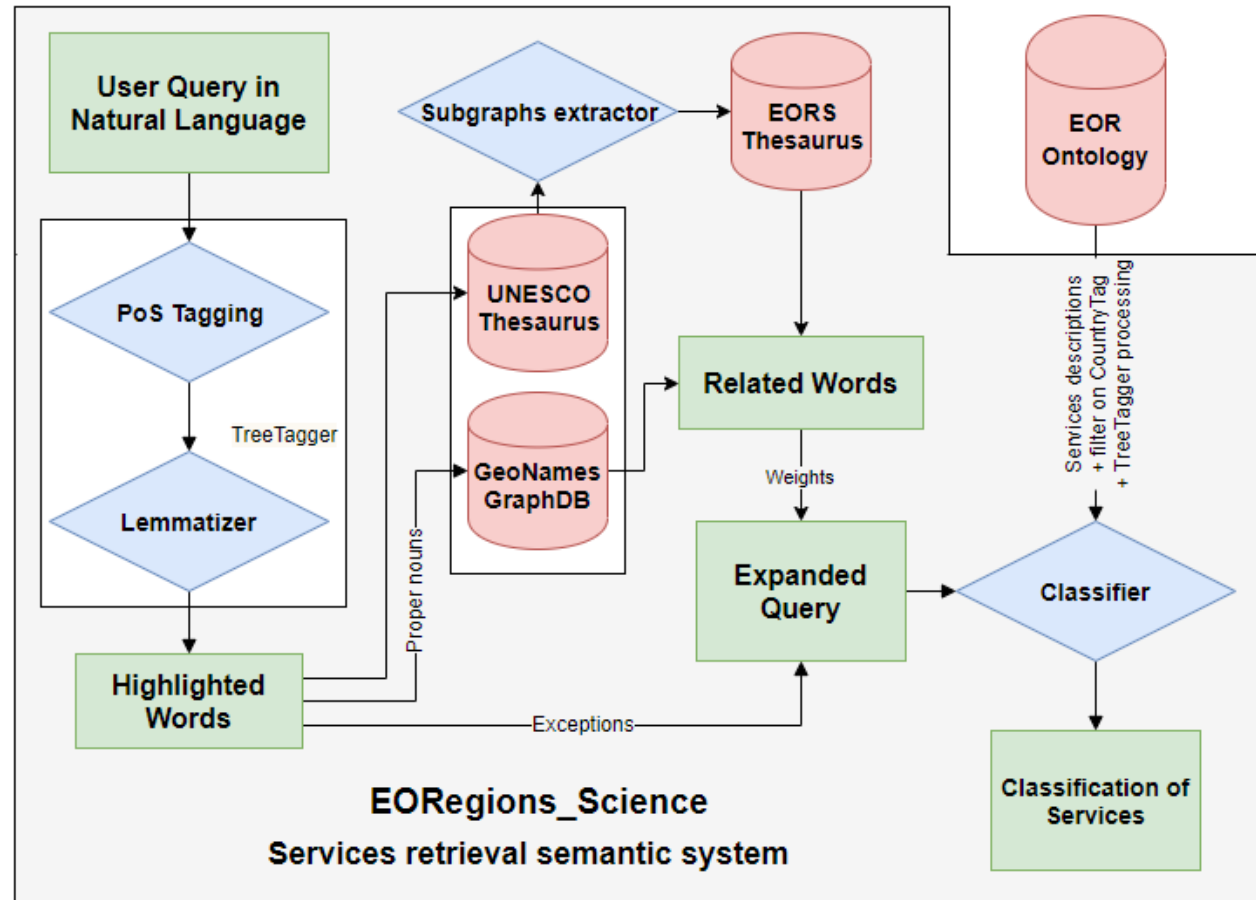 User Query in
Natural Language
PoS Tagging
TreeTagger
Lemmatizer
Highlighted
Words
Subgraphs extractor
EORS
Thesaurus
UNESCO
Thesaurus
GeoNames
GraphDB
Proper nouns
Exceptions
Related Words
Weights
Expanded
Query
EOR
Ontology
Services descriptions
+ filter on CountryTag
+ TreeTagger processing
Classifier
Classification of
Services
EORegions_Science
Services retrieval semantic system